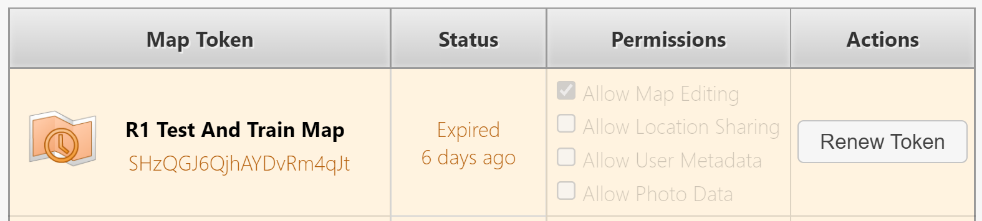 Map Token
Status
Permissions
Actions
R1 Test And Train Map
SHzQGJ6QjhAYDvRm4qJt
Expired
6 days ago
Allow Map Editing
Allow Location Sharing
Allow User Metadata
Allow Photo Data
Renew Token